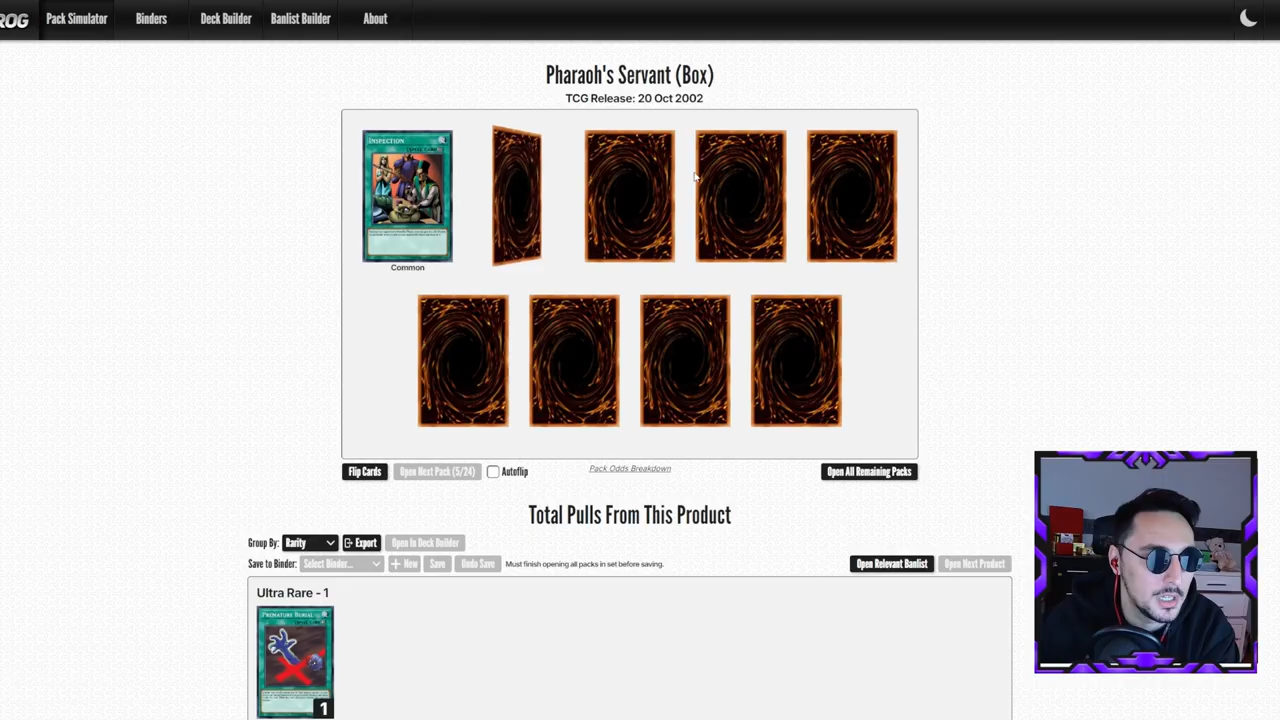 ROG Pack Simulator Binders Deck Builder Banlist Builder About
Pharaoh's Servant (Box)
TCG Release: 20 Oct 2002
INSPECTION
Common
Flip Cards Open Next Pack (5/24) Autoflip Pack Odds Breakdown Open All Remaining Packs
Total Pulls From This Product
Group By: Rarity Export Open In Deck Builder
Save to Binder: Select Binder... + New Save Undo Save Must finish opening all packs in set before saving. Open Relevant Banlist Open Next Product
Ultra Rare - 1
PREMATURE BURIAL
1